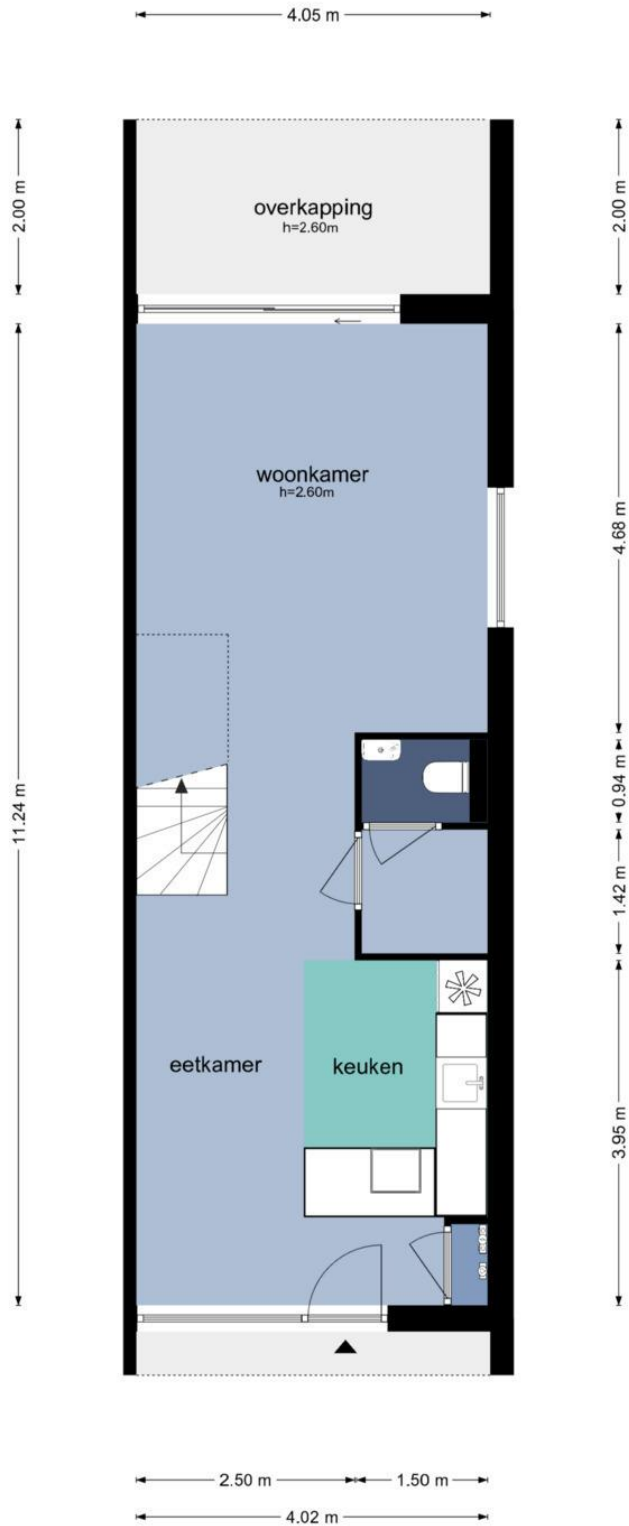 4.05 m
2.00 m
2.00 m
overkapping
h=2.60m
woonkamer
h=2.60m
4.68 m
11.24 m
0.94 m
1.42 m
eetkamer
keuken
3.95 m
2.50 m
1.50 m
4.02 m